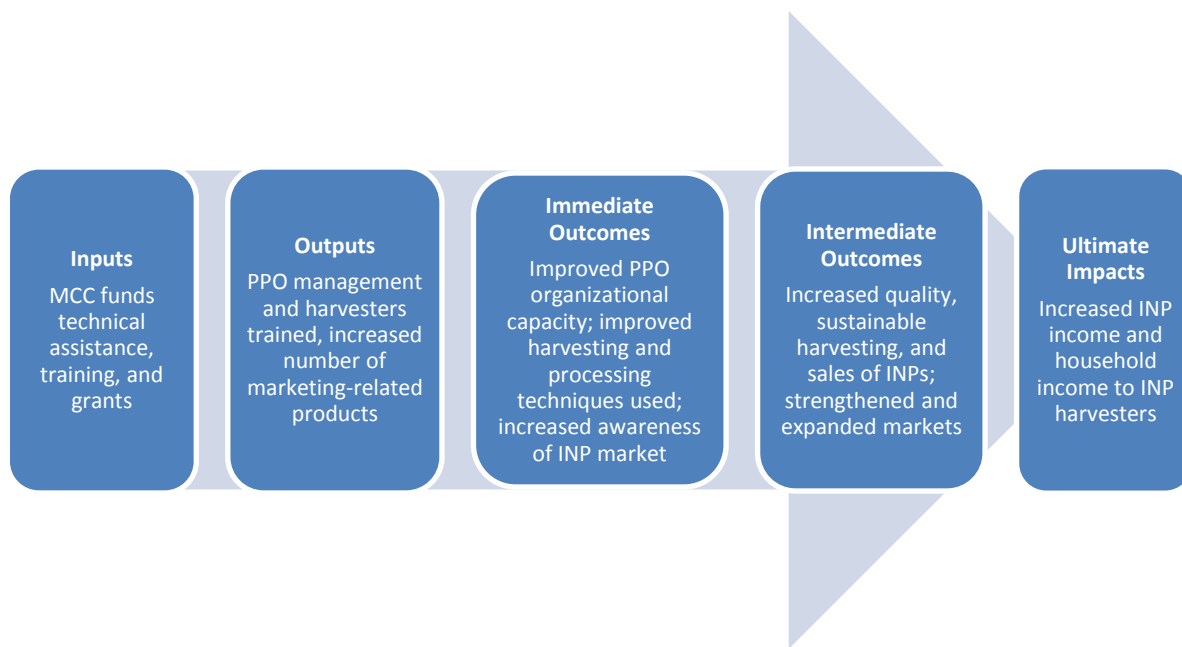 Inputs
MCC funds
technical
assistance,
training, and
grants
Outputs
PPO management
and harvesters
trained, increased
number of
marketing-related
products
Immediate
Outcomes
Improved PPO
organizational
capacity; improved
harvesting and
processing
techniques used;
increased awareness
of INP market
Intermediate
Outcomes
Increased quality,
sustainable
harvesting, and
sales of INPs;
strengthened and
expanded markets
Ultimate
Impacts
Increased INP
income and
household
income to INP
harvesters